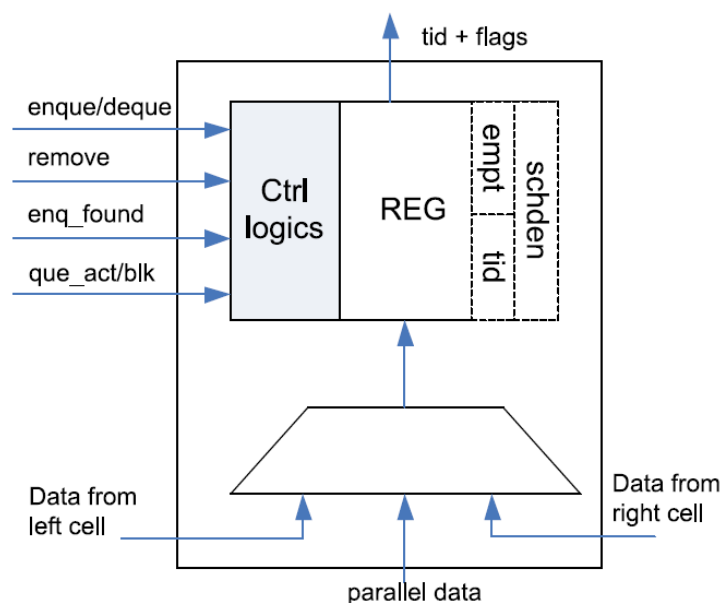 tid + flags
enque/deque
remove
enq_found
que_act/blk
Ctrl
logics
REG
empt
tid
schden
Data from
left cell
Data from
right cell
parallel data